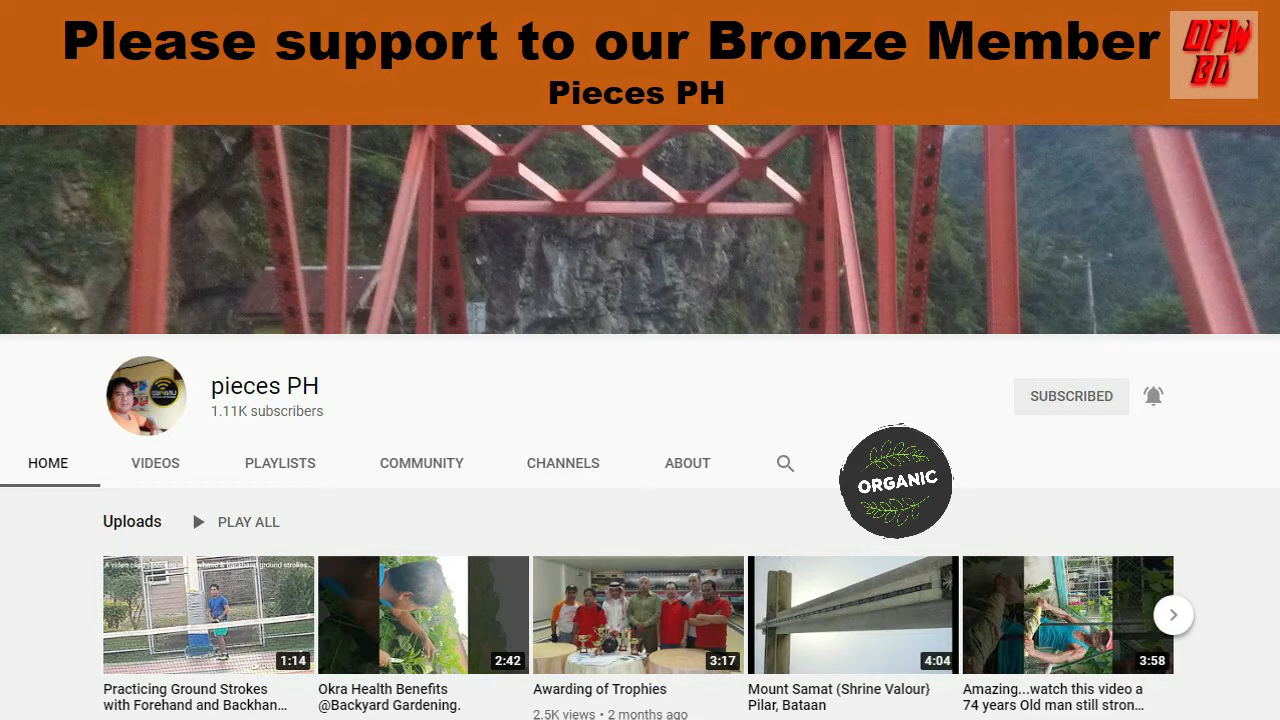 Please support to our Bronze Member
OFW
BD
Pieces PH
pieces PH
1.11K subscribers
SUBSCRIBED
HOME
VIDEOS
PLAYLISTS
COMMUNITY
CHANNELS
ABOUT
ORGANIC
Uploads
PLAY ALL
1:14
2:42
3:17
4:04
3:58
Practicing Ground Strokes
with Forehand and Backhan...
Okra Health Benefits
@Backyard Gardening.
Awarding of Trophies
2.5K views • 2 months ago
Mount Samat (Shrine Valour}
Pilar, Bataan
Amazing...watch this video a
74 years Old man still stron...